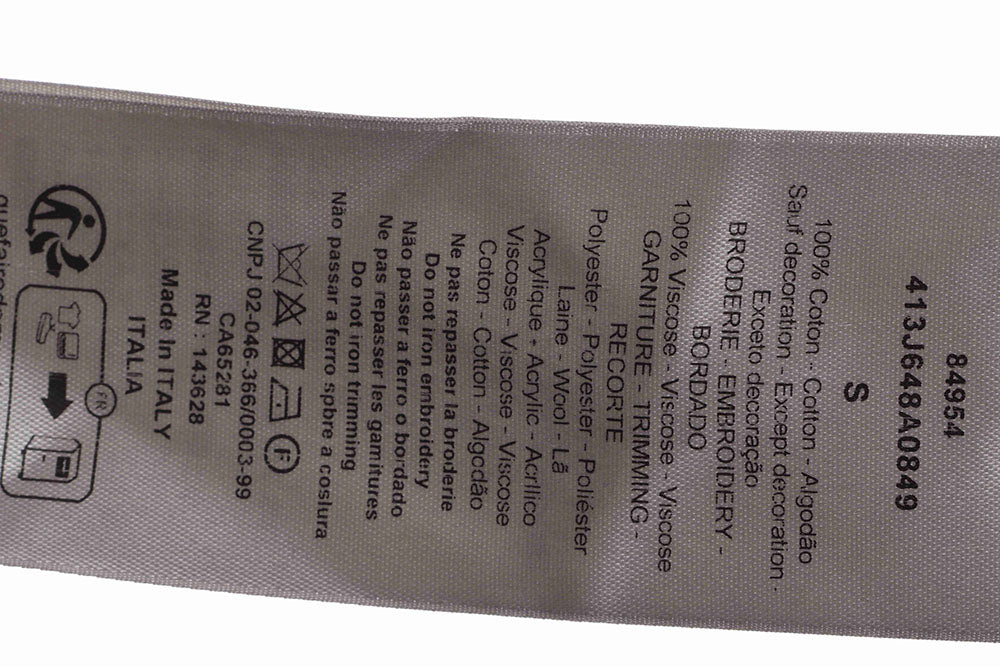 84954
413J648A0849
S
100% Coton - Cotton - Algodão
Sauf decoration - Except decoration -
Exceto decoração
BRODERIE - EMBROIDERY -
BORDADO
100% Viscose - Viscose - Viscose
GARNITURE - TRIMMING -
RECORTE
Polyester - Polyester - Poliéster
Laine - Wool - Lã
Acrylique - Acrylic - Acrílico
Viscose - Viscose - Viscose
Coton - Cotton - Algodão
Ne pas repasser la broderie
Do not iron embroidery
Não passer a ferro o bordado
Ne pas repasser les garnitures
Do not iron trimming
Não passar a ferro spbre a coslura
F
CNPJ 02-046-366/0003-99
CA65281
RN : 143628
Made in ITALY
ITALIA
FR